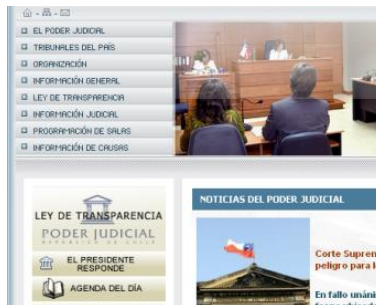 EL PODER JUDICIAL
TRIBUNALES DEL PAÍS
ORGANIZACIÓN
INFORMACIÓN GENERAL
LEY DE TRANSPARENCIA
INFORMACIÓN JUDICIAL
PROGRAMACIÓN DE SALAS
INFORMACIÓN DE CAUSAS
LEY DE TRANSPARENCIA
PODER JUDICIAL
REPUBLICA DE CHILE
EL PRESIDENTE
RESPONDE
AGENDA DEL DÍA
NOTICIAS DEL PODER JUDICIAL
Corte Suprem
peligro para l
En fallo unáni